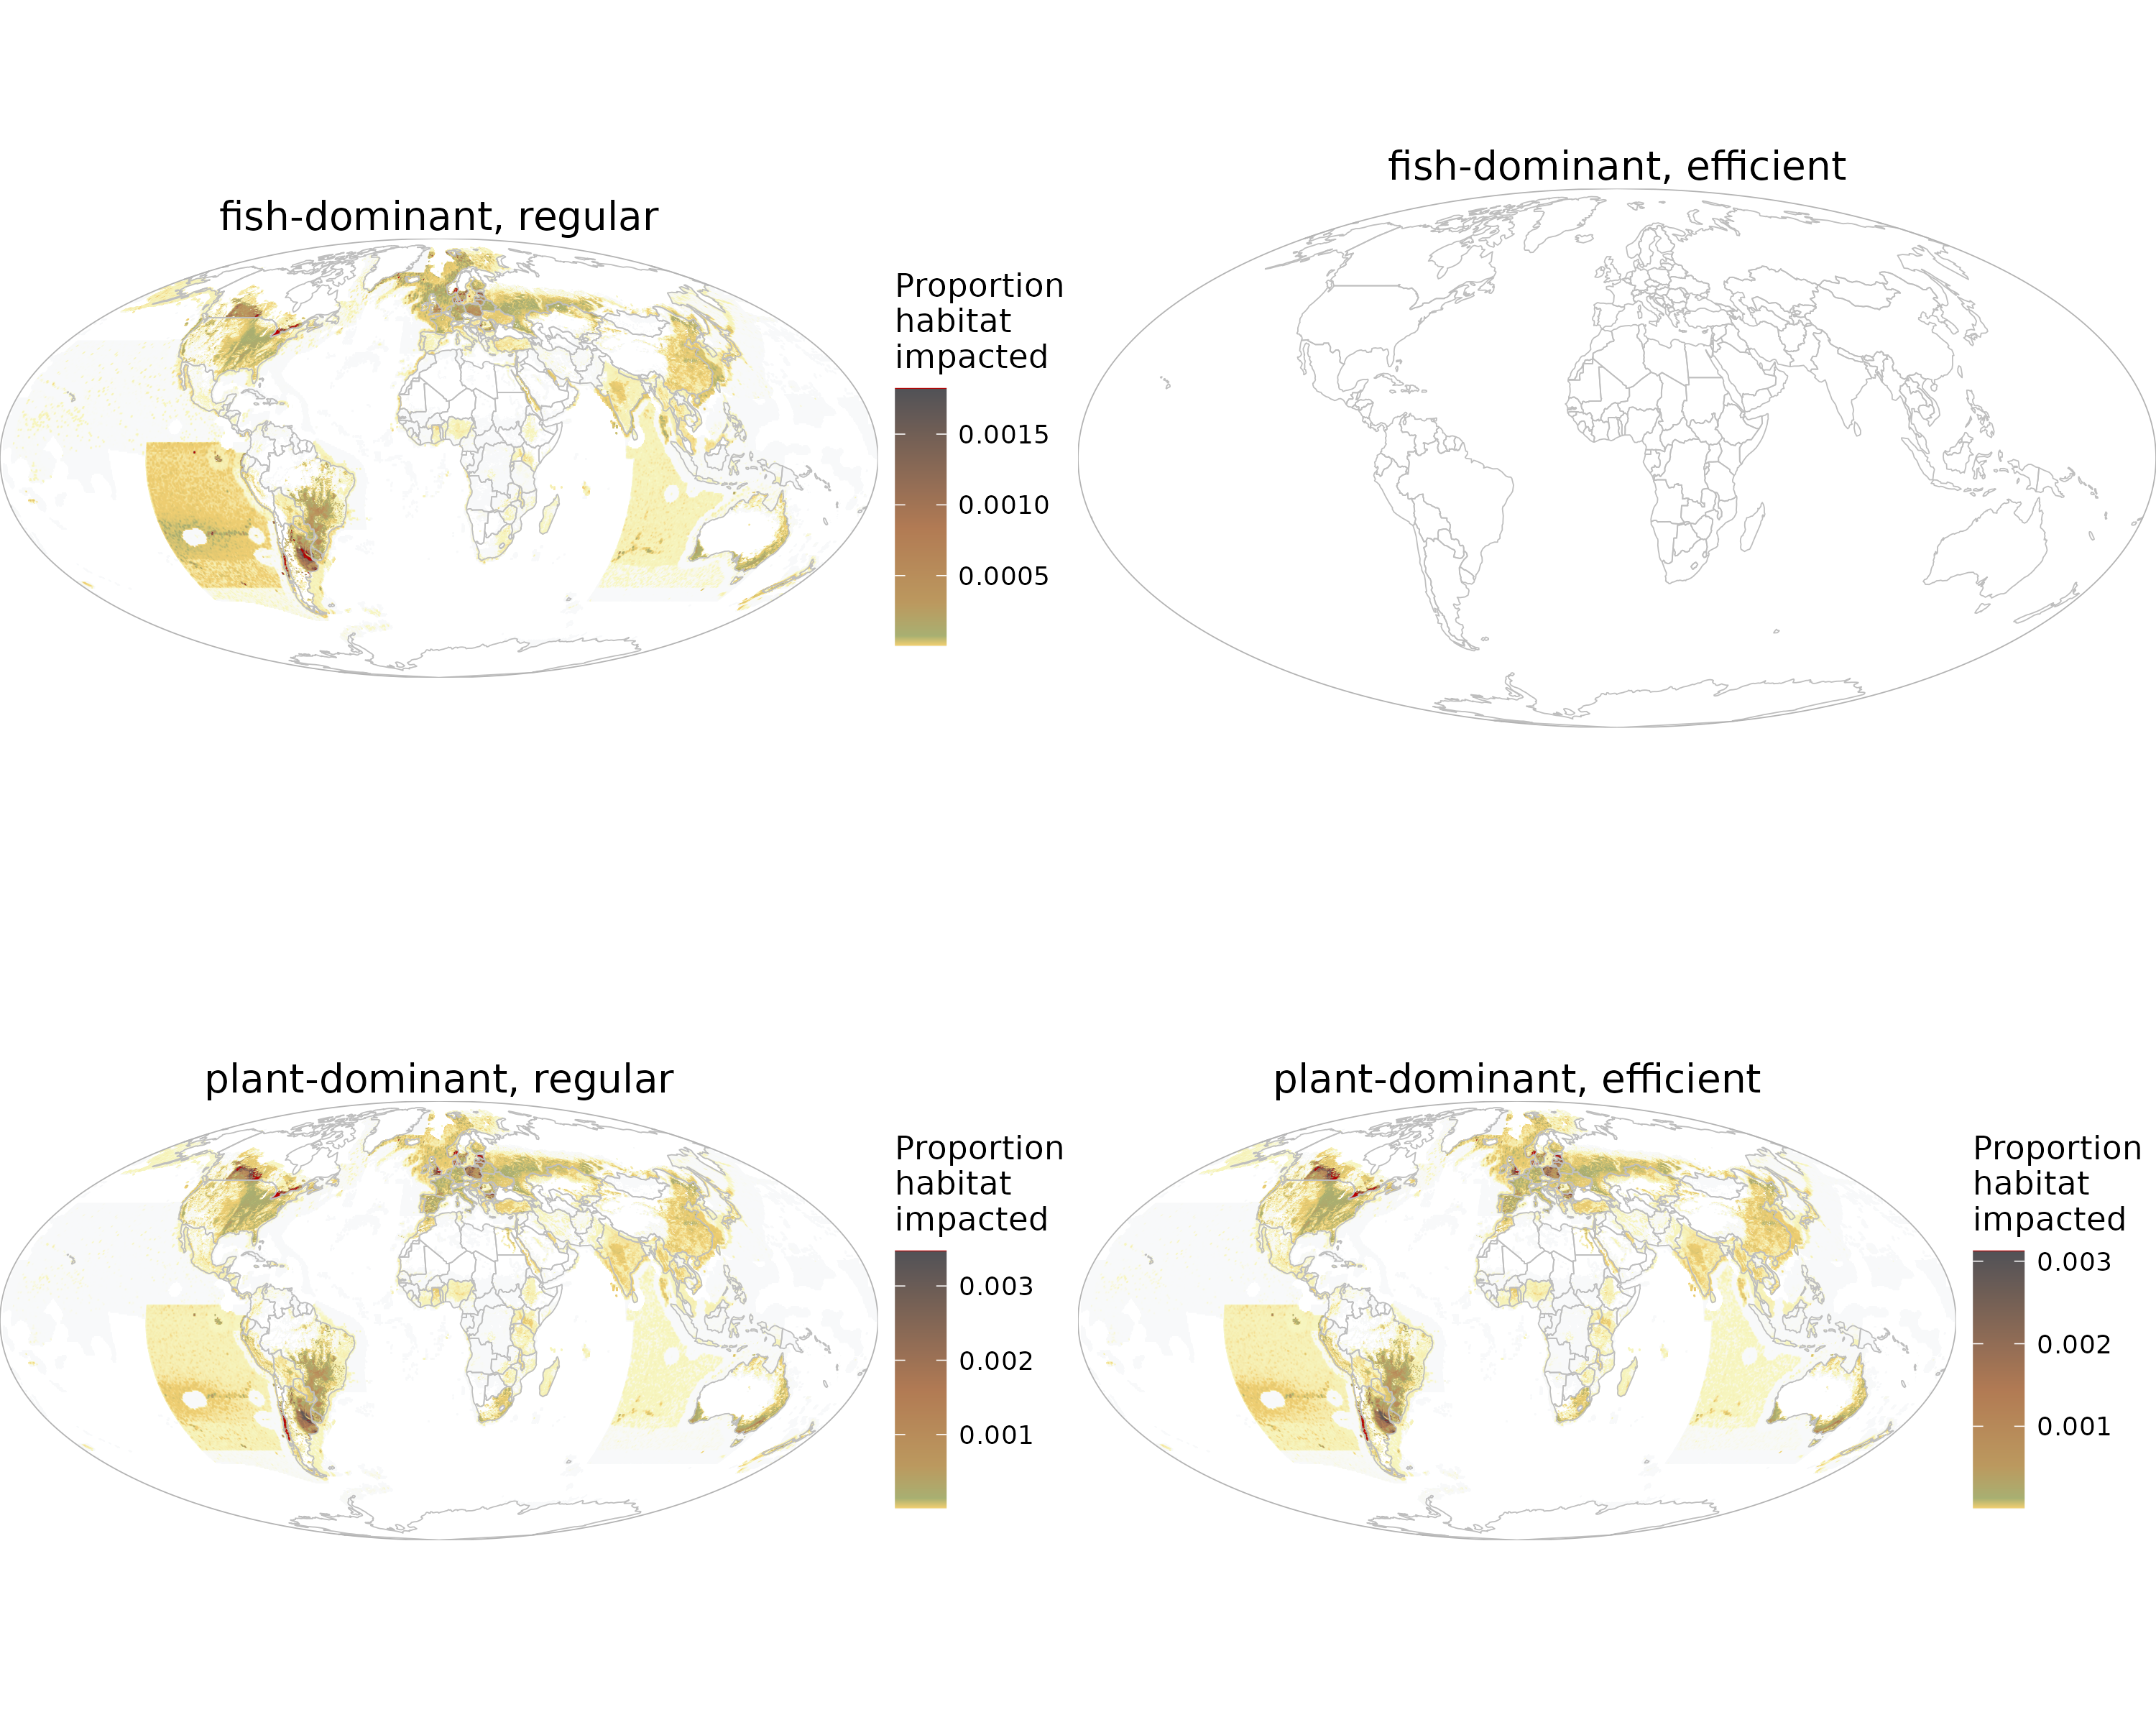 fish-dominant, efficient
fish-dominant, regular
Proportion
habitat
impacted
0.0015
0.0010
0.0005
plant-dominant, regular
Proportion
habitat
impacted
0.003
0.002
0.001
plant-dominant, efficient
Proportion
habitat
impacted
0.003
0.002
0.001